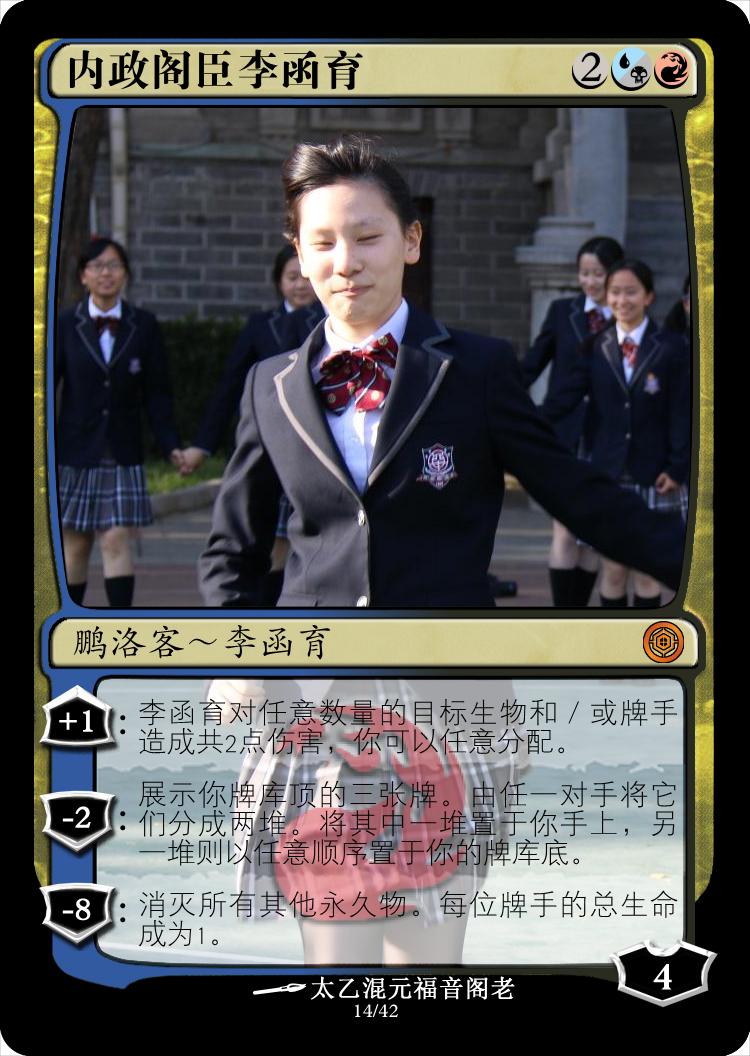 内政阁臣李函育 2
鹏洛客～李函育
+1: 李函育对任意数量的目标生物和／或牌手
造成共2点伤害，你可以任意分配。
-2: 展示你牌库顶的三张牌。由任一对手将它
们分成两堆。将其中一堆置于你手上，另
一堆则以任意顺序置于你的牌库底。
-8: 消灭所有其他永久物。每位牌手的总生命
成为1。
4
太乙混元福音阁老
14/42